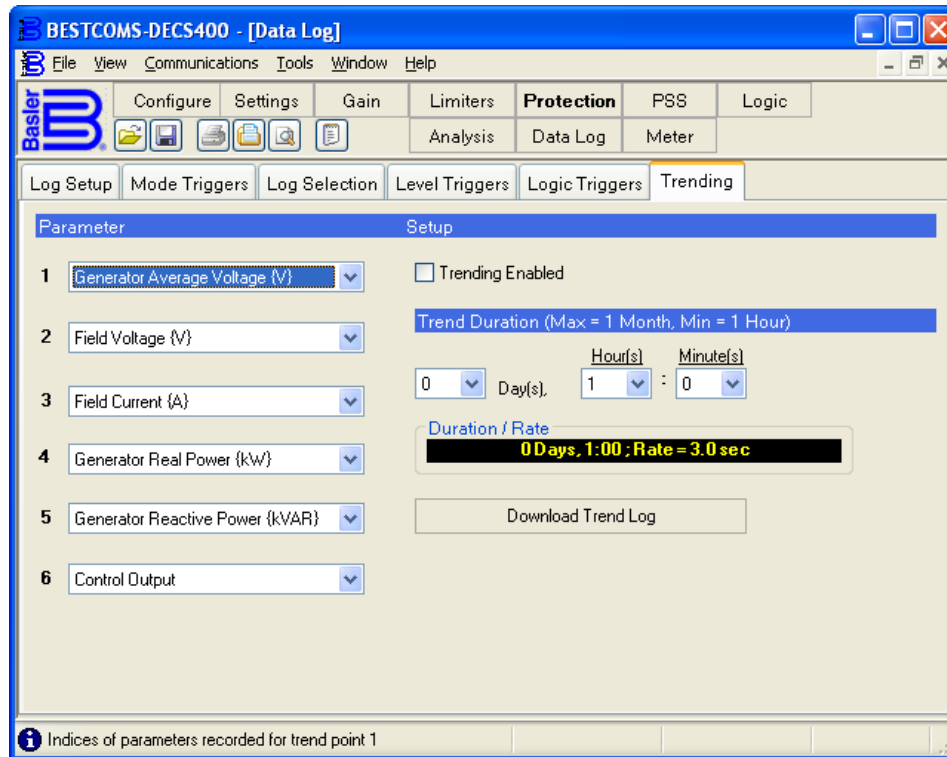 BESTCOMS-DECS400 - [Data Log]
File View Communications Tools Window Help
Basler
Configure Settings Gain Limiters Protection PSS Logic
Analysis Data Log Meter
Log Setup Mode Triggers Log Selection Level Triggers Logic Triggers Trending
Parameter Setup
1 Generator Average Voltage {V}
Trending Enabled
2 Field Voltage {V}
Trend Duration (Max = 1 Month, Min = 1 Hour)
Hour(s) Minute(s)
0 Day(s), 1 : 0
3 Field Current {A}
Duration / Rate
0 Days, 1:00 ; Rate = 3.0 sec
4 Generator Real Power {kW}
5 Generator Reactive Power {kVAR}
Download Trend Log
6 Control Output
Indices of parameters recorded for trend point 1